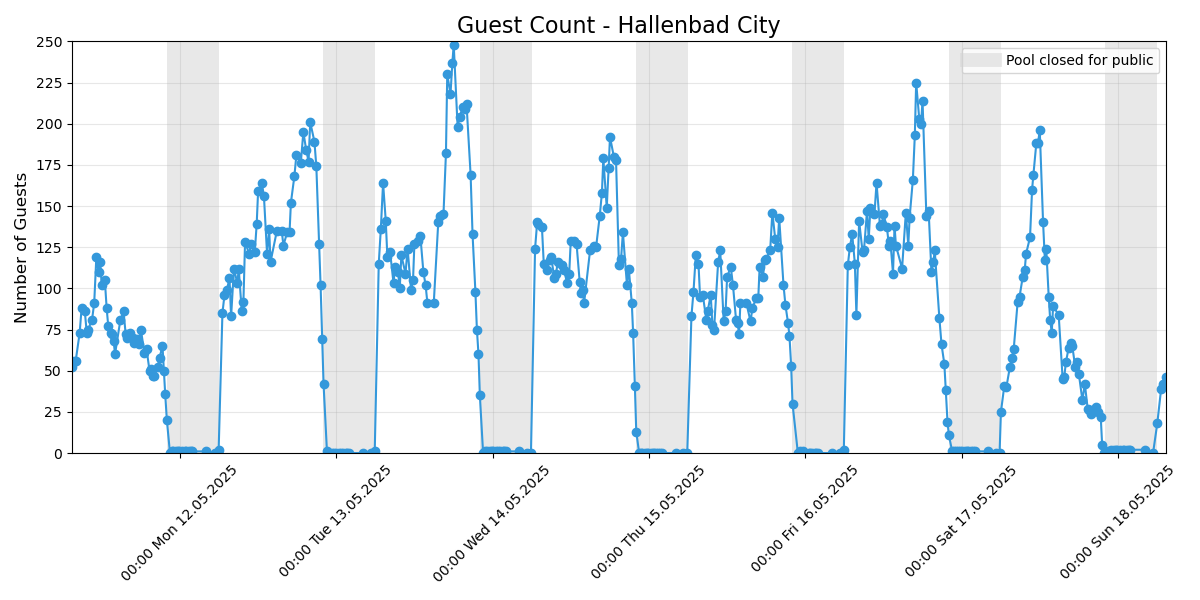 Guest Count - Hallenbad City
Pool closed for public
Number of Guests
250
225
200
175
150
125
100
75
50
25
0
00:00 Mon 12.05.2025
00:00 Tue 13.05.2025
00:00 Wed 14.05.2025
00:00 Thu 15.05.2025
00:00 Fri 16.05.2025
00:00 Sat 17.05.2025
00:00 Sun 18.05.2025